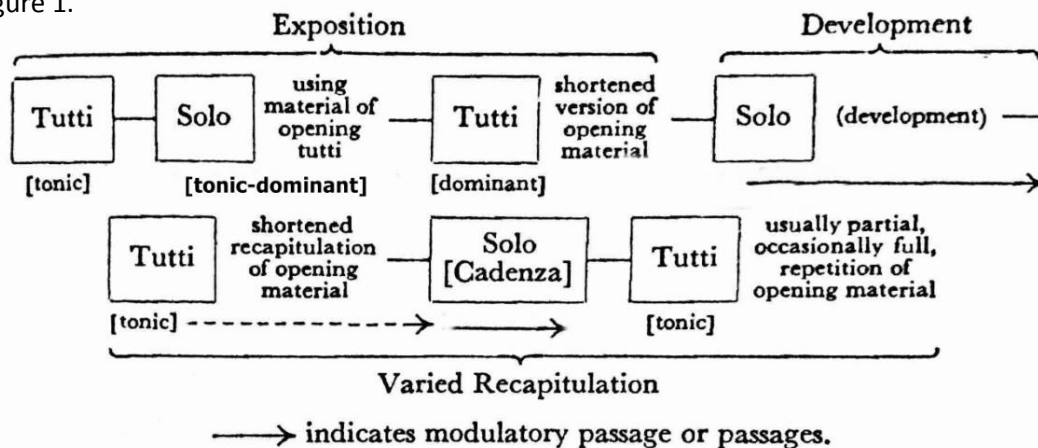 gure 1.
Exposition
Development
Tutti
Solo
using
material of
opening
tutti
Tutti
shortened
version of
opening
material
Solo
(development)
[tonic]
[tonic-dominant]
[dominant]
Tutti
shortened
recapitulation
of opening
material
Solo
[Cadenza]
Tutti
usually partial,
occasionally full,
repetition of
opening material
[tonic]
[tonic]
Varied Recapitulation
indicates modulatory passage or passages.